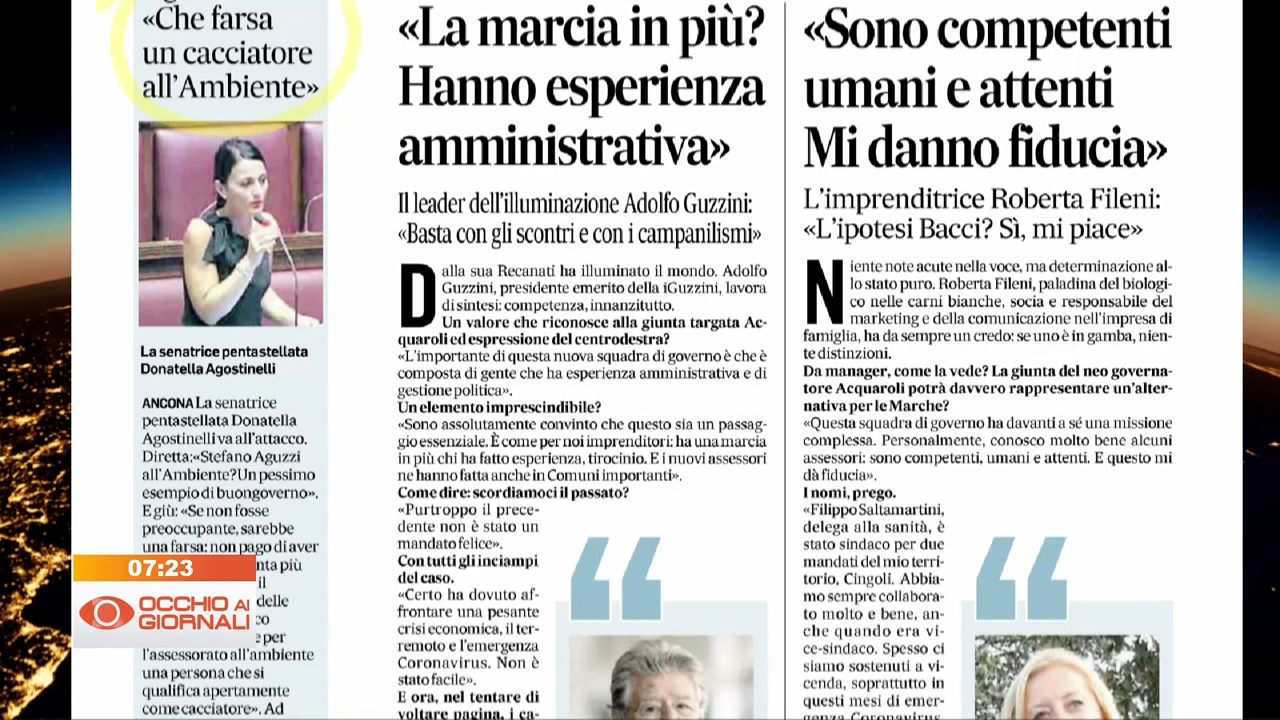 «Che farsa
un cacciatore
all'Ambiente»
La senatrice pentastellata
Donatella Agostinelli
ANCONA La senatrice
pentastellata Donatella
Agostinelli va all'attacco.
Diretta: «Stefano Aguzzi
all'Ambiente? Un pessimo
esempio di buongoverno».
E giù: «Se non fosse
preoccupante, sarebbe
una farsa: non pago di aver
nta più
il
delle
co
e per
l'assessorato all'ambiente
una persona che si
qualifica apertamente
come cacciatore». Ad
«La marcia in più?
Hanno esperienza
amministrativa»
Il leader dell'illuminazione Adolfo Guzzini:
«Basta con gli scontri e con i campanilismi»
Dalla sua Recanati ha illuminato il mondo. Adolfo
Guzzini, presidente emerito della iGuzzini, lavora
di sintesi: competenza, innanzitutto.
Un valore che riconosce alla giunta targata Ac-
quaroli ed espressione del centrodestra?
«L'importante di questa nuova squadra di governo è che è
composta di gente che ha esperienza amministrativa e di
gestione politica».
Un elemento imprescindibile?
«Sono assolutamente convinto che questo sia un passag-
gio essenziale. È come per noi imprenditori: ha una marcia
in più chi ha fatto esperienza, tirocinio. E i nuovi assessori
ne hanno fatta anche in Comuni importanti».
Come dire: scordiamoci il passato?
«Purtroppo il prece-
dente non è stato un
mandato felice».
Con tutti gli inciampi
del caso.
«Certo ha dovuto af-
frontare una pesante
crisi economica, il ter-
remoto e l'emergenza
Coronavirus. Non è
stato facile».
E ora, nel tentare di
voltare pagina, i ca-
«Sono competenti
umani e attenti
Mi danno fiducia»
L'imprenditrice Roberta Fileni:
«L'ipotesi Bacci? Sì, mi piace»
Niente note acute nella voce, ma determinazione al-
lo stato puro. Roberta Fileni, paladina del biologi-
co nelle carni bianche, socia e responsabile del
marketing e della comunicazione nell'impresa di
famiglia, ha da sempre un credo: se uno è in gamba, nien-
te distinzioni.
Da manager, come la vede? La giunta del neo governa-
tore Acquaroli potrà davvero rappresentare un'alter-
nativa per le Marche?
«Questa squadra di governo ha davanti a sé una missione
complessa. Personalmente, conosco molto bene alcuni
assessori: sono competenti, umani e attenti. E questo mi
dà fiducia».
I nomi, prego.
«Filippo Saltamartini,
delega alla sanità, è
stato sindaco per due
mandati del mio terri-
torio, Cingoli. Abbia-
mo sempre collabora-
to molto e bene, an-
che quando era vi-
ce-sindaco. Spesso ci
siamo sostenuti a vi-
cenda, soprattutto in
questi mesi di emer-
genza Coronavirus.
07:23
OCCHIO AI
GIORNALI